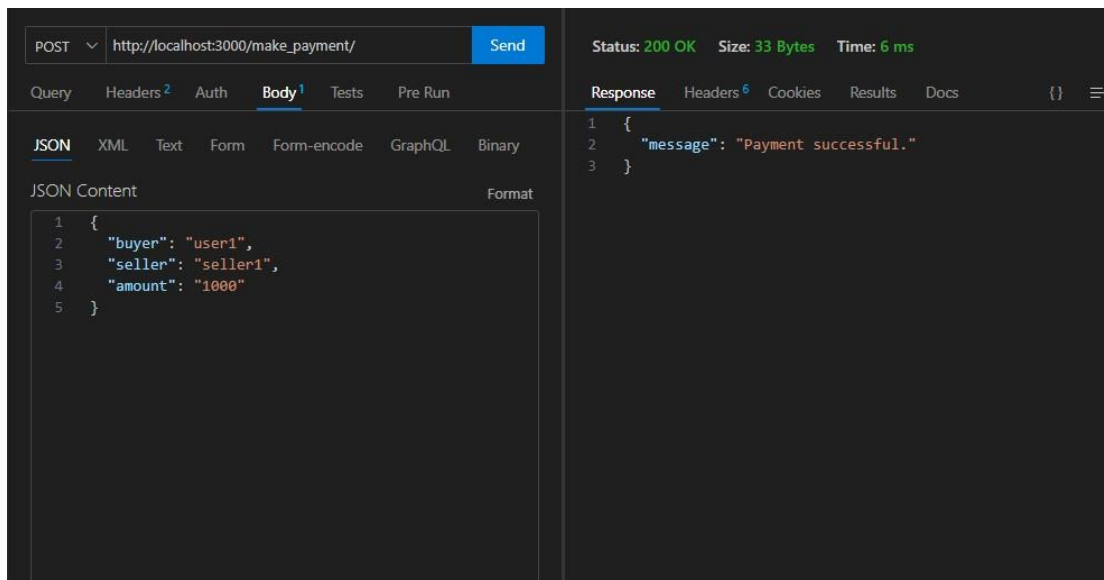 POST http://localhost:3000/make_payment/ Send
Query Headers 2 Auth Body 1 Tests Pre Run
JSON XML Text Form Form-encode GraphQL Binary
JSON Content Format
1 {
2 "buyer": "user1",
3 "seller": "seller1",
4 "amount": "1000"
5 }
Status: 200 OK Size: 33 Bytes Time: 6 ms
Response Headers 6 Cookies Results Docs {}
1 {
2 "message": "Payment successful."
3 }